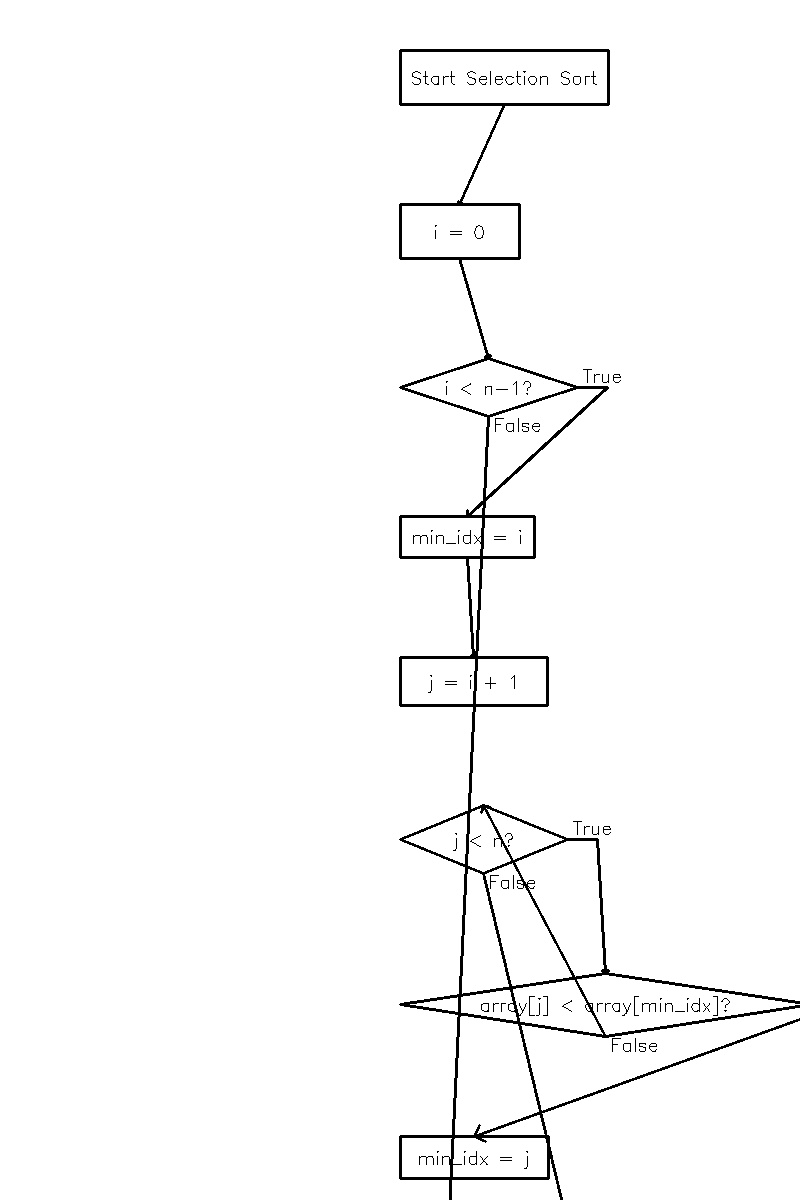 Start Selection Sort
i = 0
i < n-1?
True
False
min_idx = i
j = i + 1
j < n?
True
False
array[j] < array[min_idx]?
False
min_idx = j